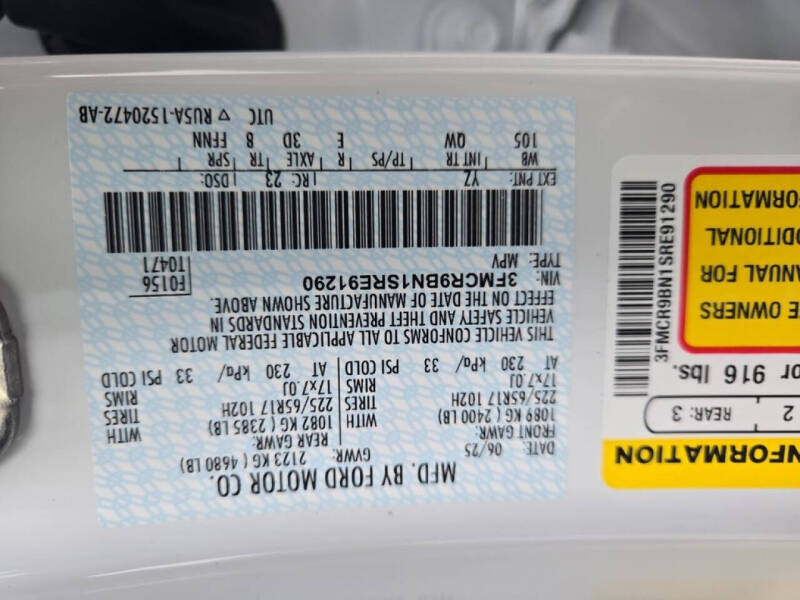 MFD. BY FORD MOTOR CO.
DATE: 06/25 GVWR: 2123 KG ( 4680 LB)
FRONT GAWR: REAR GAWR:
1089 KG ( 2400 LB) WITH 1082 KG ( 2385 LB) WITH
225/65R17 102H TIRES 225/65R17 102H TIRES
17x7.0J RIMS 17x7.0J RIMS
AT 230 kPa/ 33 PSI COLD AT 230 kPa/ 33 PSI COLD
THIS VEHICLE CONFORMS TO ALL APPLICABLE FEDERAL MOTOR
VEHICLE SAFETY AND THEFT PREVENTION STANDARDS IN
EFFECT ON THE DATE OF MANUFACTURE SHOWN ABOVE.
VIN: 3FMCR9BN1SRE91290 F0156
TYPE: MPV T0471
EXT PNT: YZ RC: 23 DSO:
WB INT TR TP/PS R AXLE TR SPR
105 QW E 3D 8 FFNN
UTC ▽ RU5A-1520472-AB
NFORMATION
2 REAR: 3
or 916 lbs.
E OWNERS
ANUAL FOR
DDITIONAL
ORMATION
3FMCR9BN1SRE91290